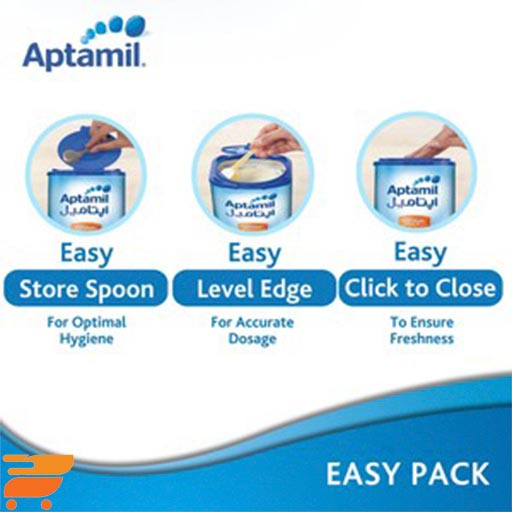 Aptamil
Aptamil
ابتاميل
Aptamil
ابتاميل
Aptamil
ابتاميل
Easy
Store Spoon
For Optimal
Hygiene
Easy
Level Edge
For Accurate
Dosage
Easy
Click to Close
To Ensure
Freshness
EASY PACK